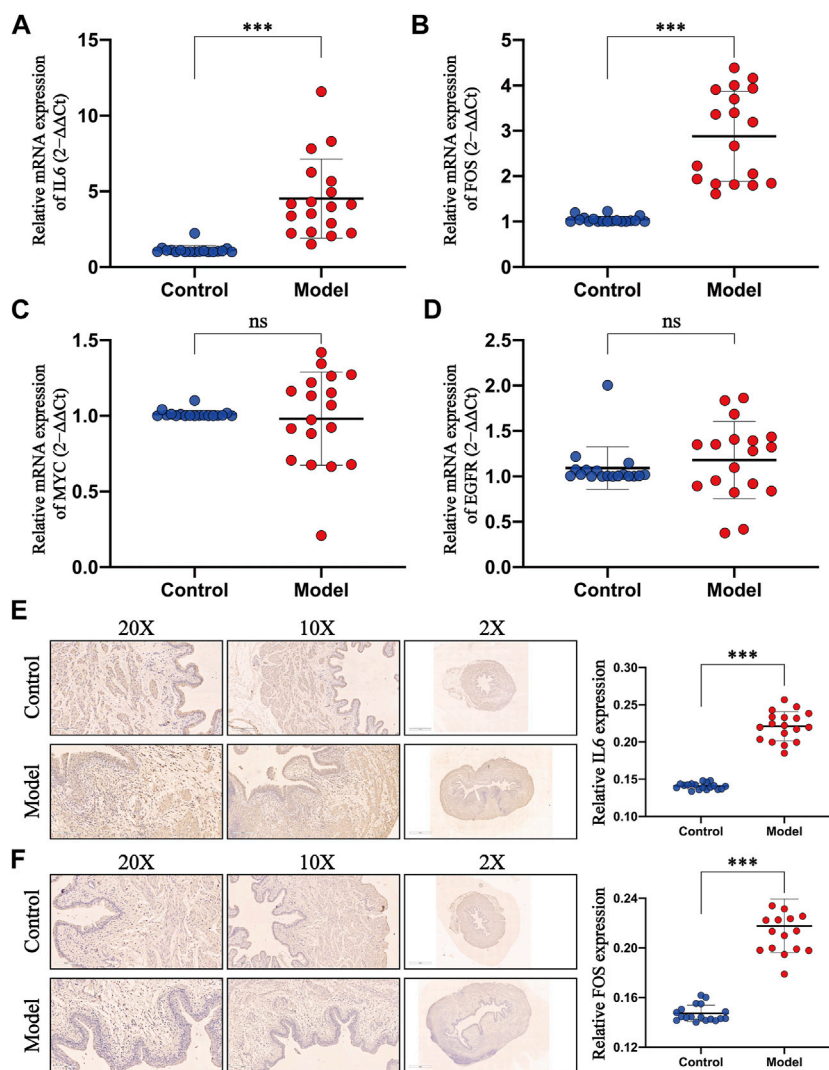 A
Relative mRNA expression
of IL6 (2−ΔΔCt)
***
15
10
5
0
Control Model
B
Relative mRNA expression
of FOS (2−ΔΔCt)
***
5
4
3
2
1
0
Control Model
C
Relative mRNA expression
of MYC (2−ΔΔCt)
ns
1.5
1.0
0.5
0.0
Control Model
D
Relative mRNA expression
of EGFR (2−ΔΔCt)
ns
2.5
2.0
1.5
1.0
0.5
0.0
Control Model
E
20X 10X 2X
Control
Model
Relative IL6 expression
***
0.30
0.25
0.20
0.15
0.10
Control Model
F
20X 10X 2X
Control
Model
Relative FOS expression
***
0.24
0.20
0.16
0.12
Control Model